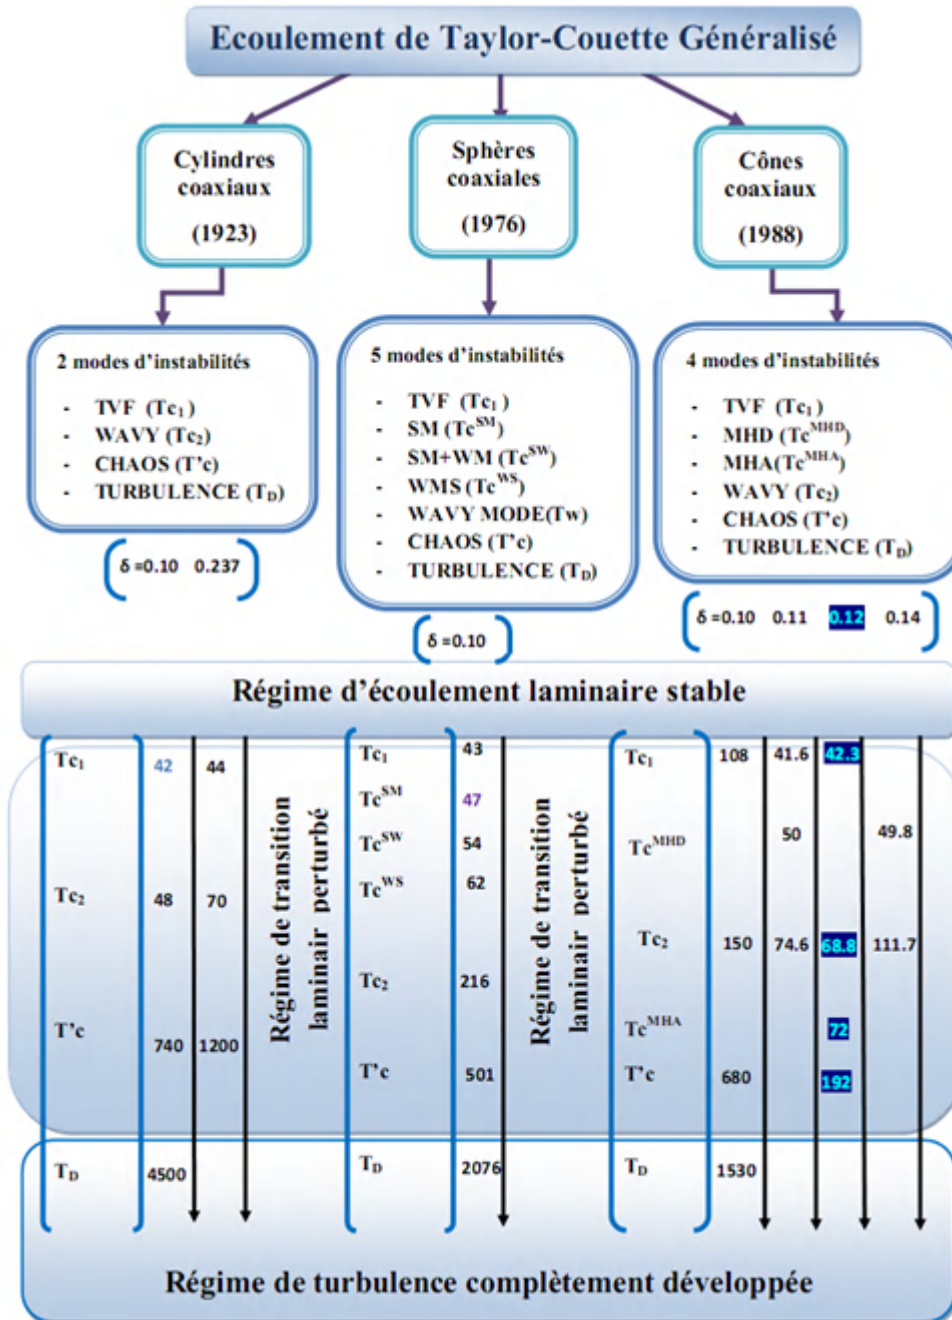 Ecoulement de Taylor-Couette Généralisé
Cylindres
coaxiaux
(1923)
Sphères
coaxiales
(1976)
Cônes
coaxiaux
(1988)
2 modes d'instabilités
- TVF (Tc₁)
- WAVY (Tc₂)
- CHAOS (T'c)
- TURBULENCE (T_D)
δ =0.10 0.237
5 modes d'instabilités
- TVF (Tc₁)
- SM (Tc^SM)
- SM+WM (Tc^SW)
- WMS (Tc^WS)
- WAVY MODE(Tw)
- CHAOS (T'c)
- TURBULENCE (T_D)
δ =0.10
4 modes d'instabilités
- TVF (Tc₁)
- MHD (Tc^MHD)
- MHA(Tc^MHA)
- WAVY (Tc₂)
- CHAOS (T'c)
- TURBULENCE (T_D)
δ =0.10 0.11 0.12 0.14
Régime d'écoulement laminaire stable
Tc₁ 42 44
Tc₂ 48 70
T'c 740 1200
T_D 4500
Régime de transition
laminair perturbé
Tc₁ 43
Tc^SM 47
Tc^SW 54
Tc^WS 62
Tc₂ 216
T'c 501
T_D 2076
Régime de transition
laminair perturbé
Tc₁ 108 41.6 42.3
Tc^MHD 50 49.8
Tc₂ 150 74.6 68.8 111.7
Tc^MHA 72
T'c 680 192
T_D 1530
Régime de turbulence complètement développée